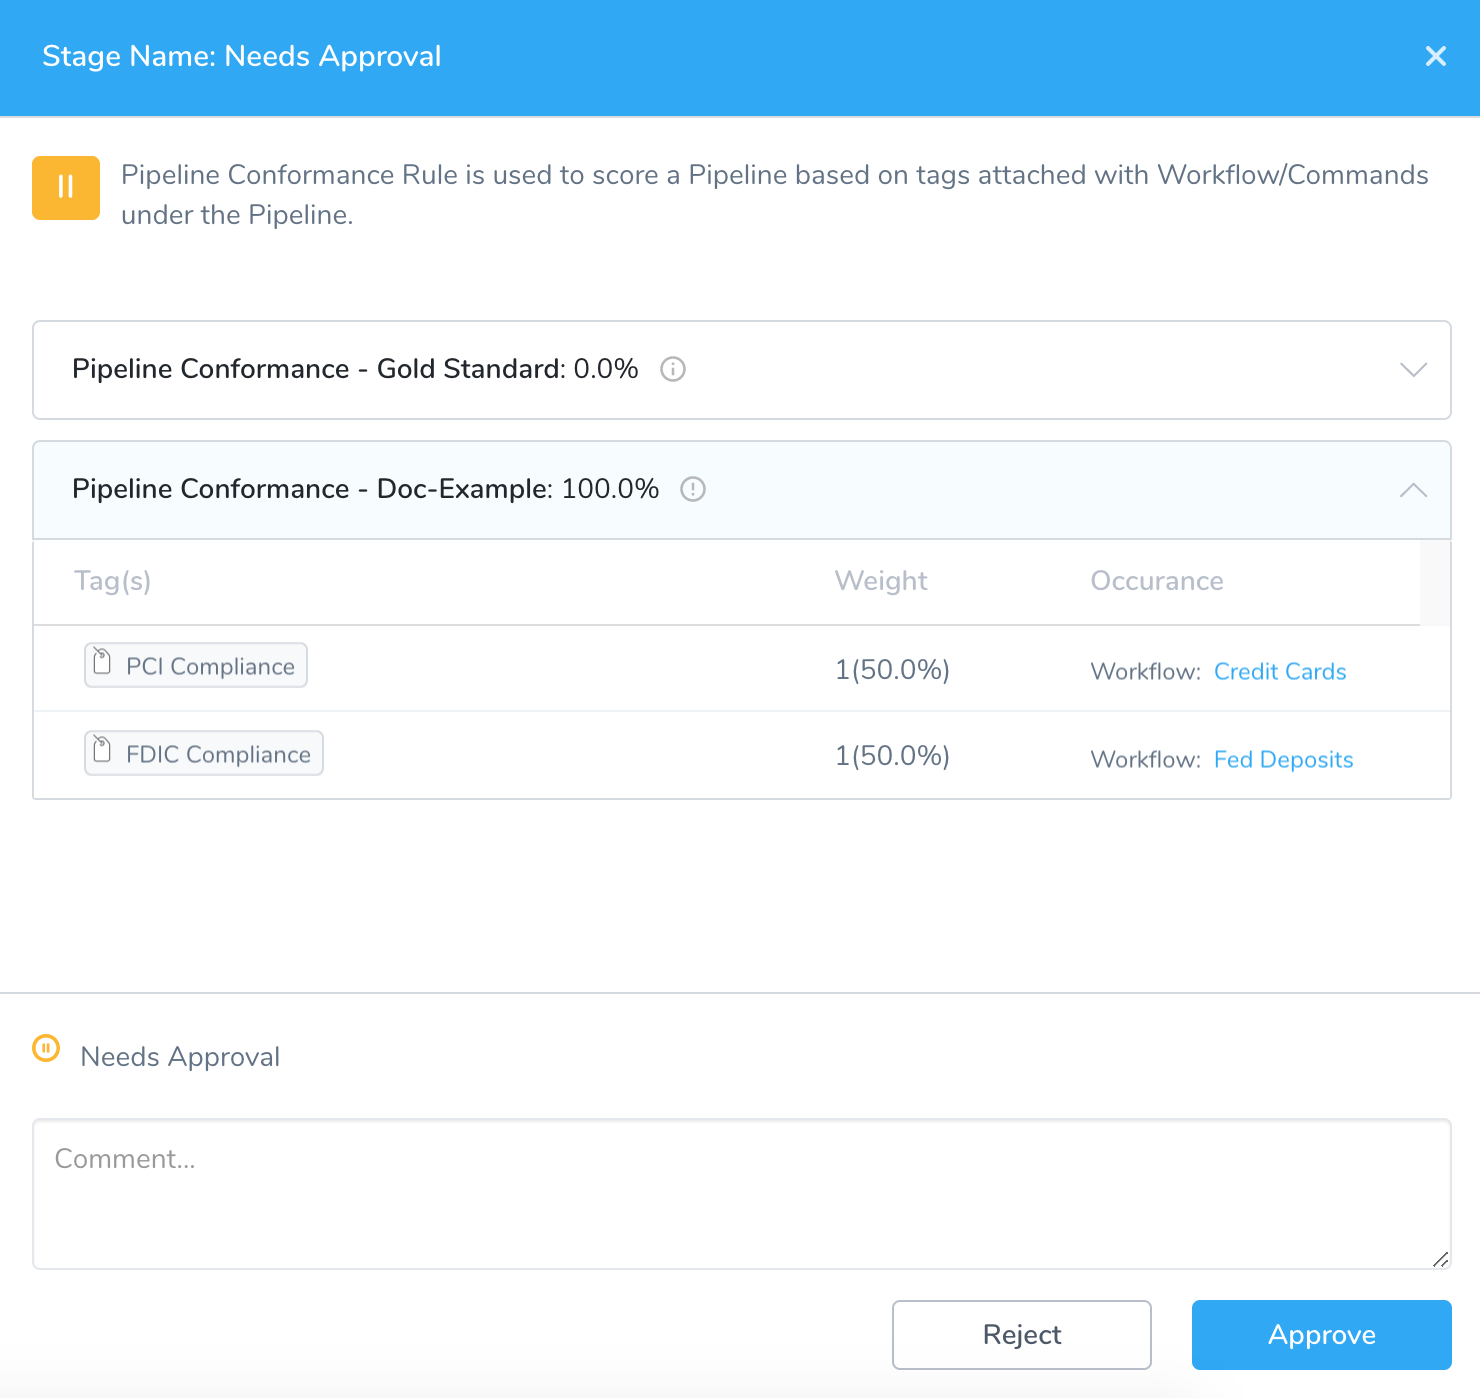 Stage Name: Needs Approval
Pipeline Conformance Rule is used to score a Pipeline based on tags attached with Workflow/Commands
under the Pipeline.
Pipeline Conformance - Gold Standard: 0.0%
Pipeline Conformance - Doc-Example: 100.0%
Tag(s) Weight Occurance
PCI Compliance 1(50.0%) Workflow: Credit Cards
FDIC Compliance 1(50.0%) Workflow: Fed Deposits
Needs Approval
Comment...
Reject Approve